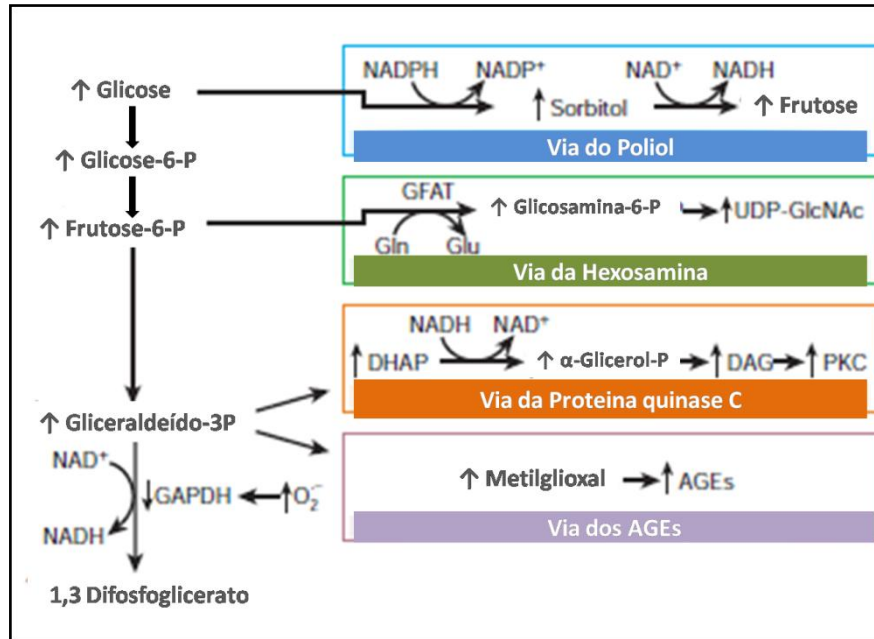 ↑ Glicose
↑ Glicose-6-P
↑ Frutose-6-P
↑ Gliceraldeído-3P
NAD⁺
↓GAPDH ← ↑O₂·⁻
NADH
1,3 Difosfoglicerato
NADPH NADP⁺ NAD⁺ NADH
↑ Sorbitol ↑ Frutose
Via do Poliol
GFAT
↑ Glicosamina-6-P → ↑UDP-GlcNAc
Gln Glu
Via da Hexosamina
NADH NAD⁺
↑ DHAP → ↑ α-Glicerol-P → ↑ DAG → ↑ PKC
Via da Proteina quinase C
↑ Metilglioxal → ↑ AGEs
Via dos AGEs